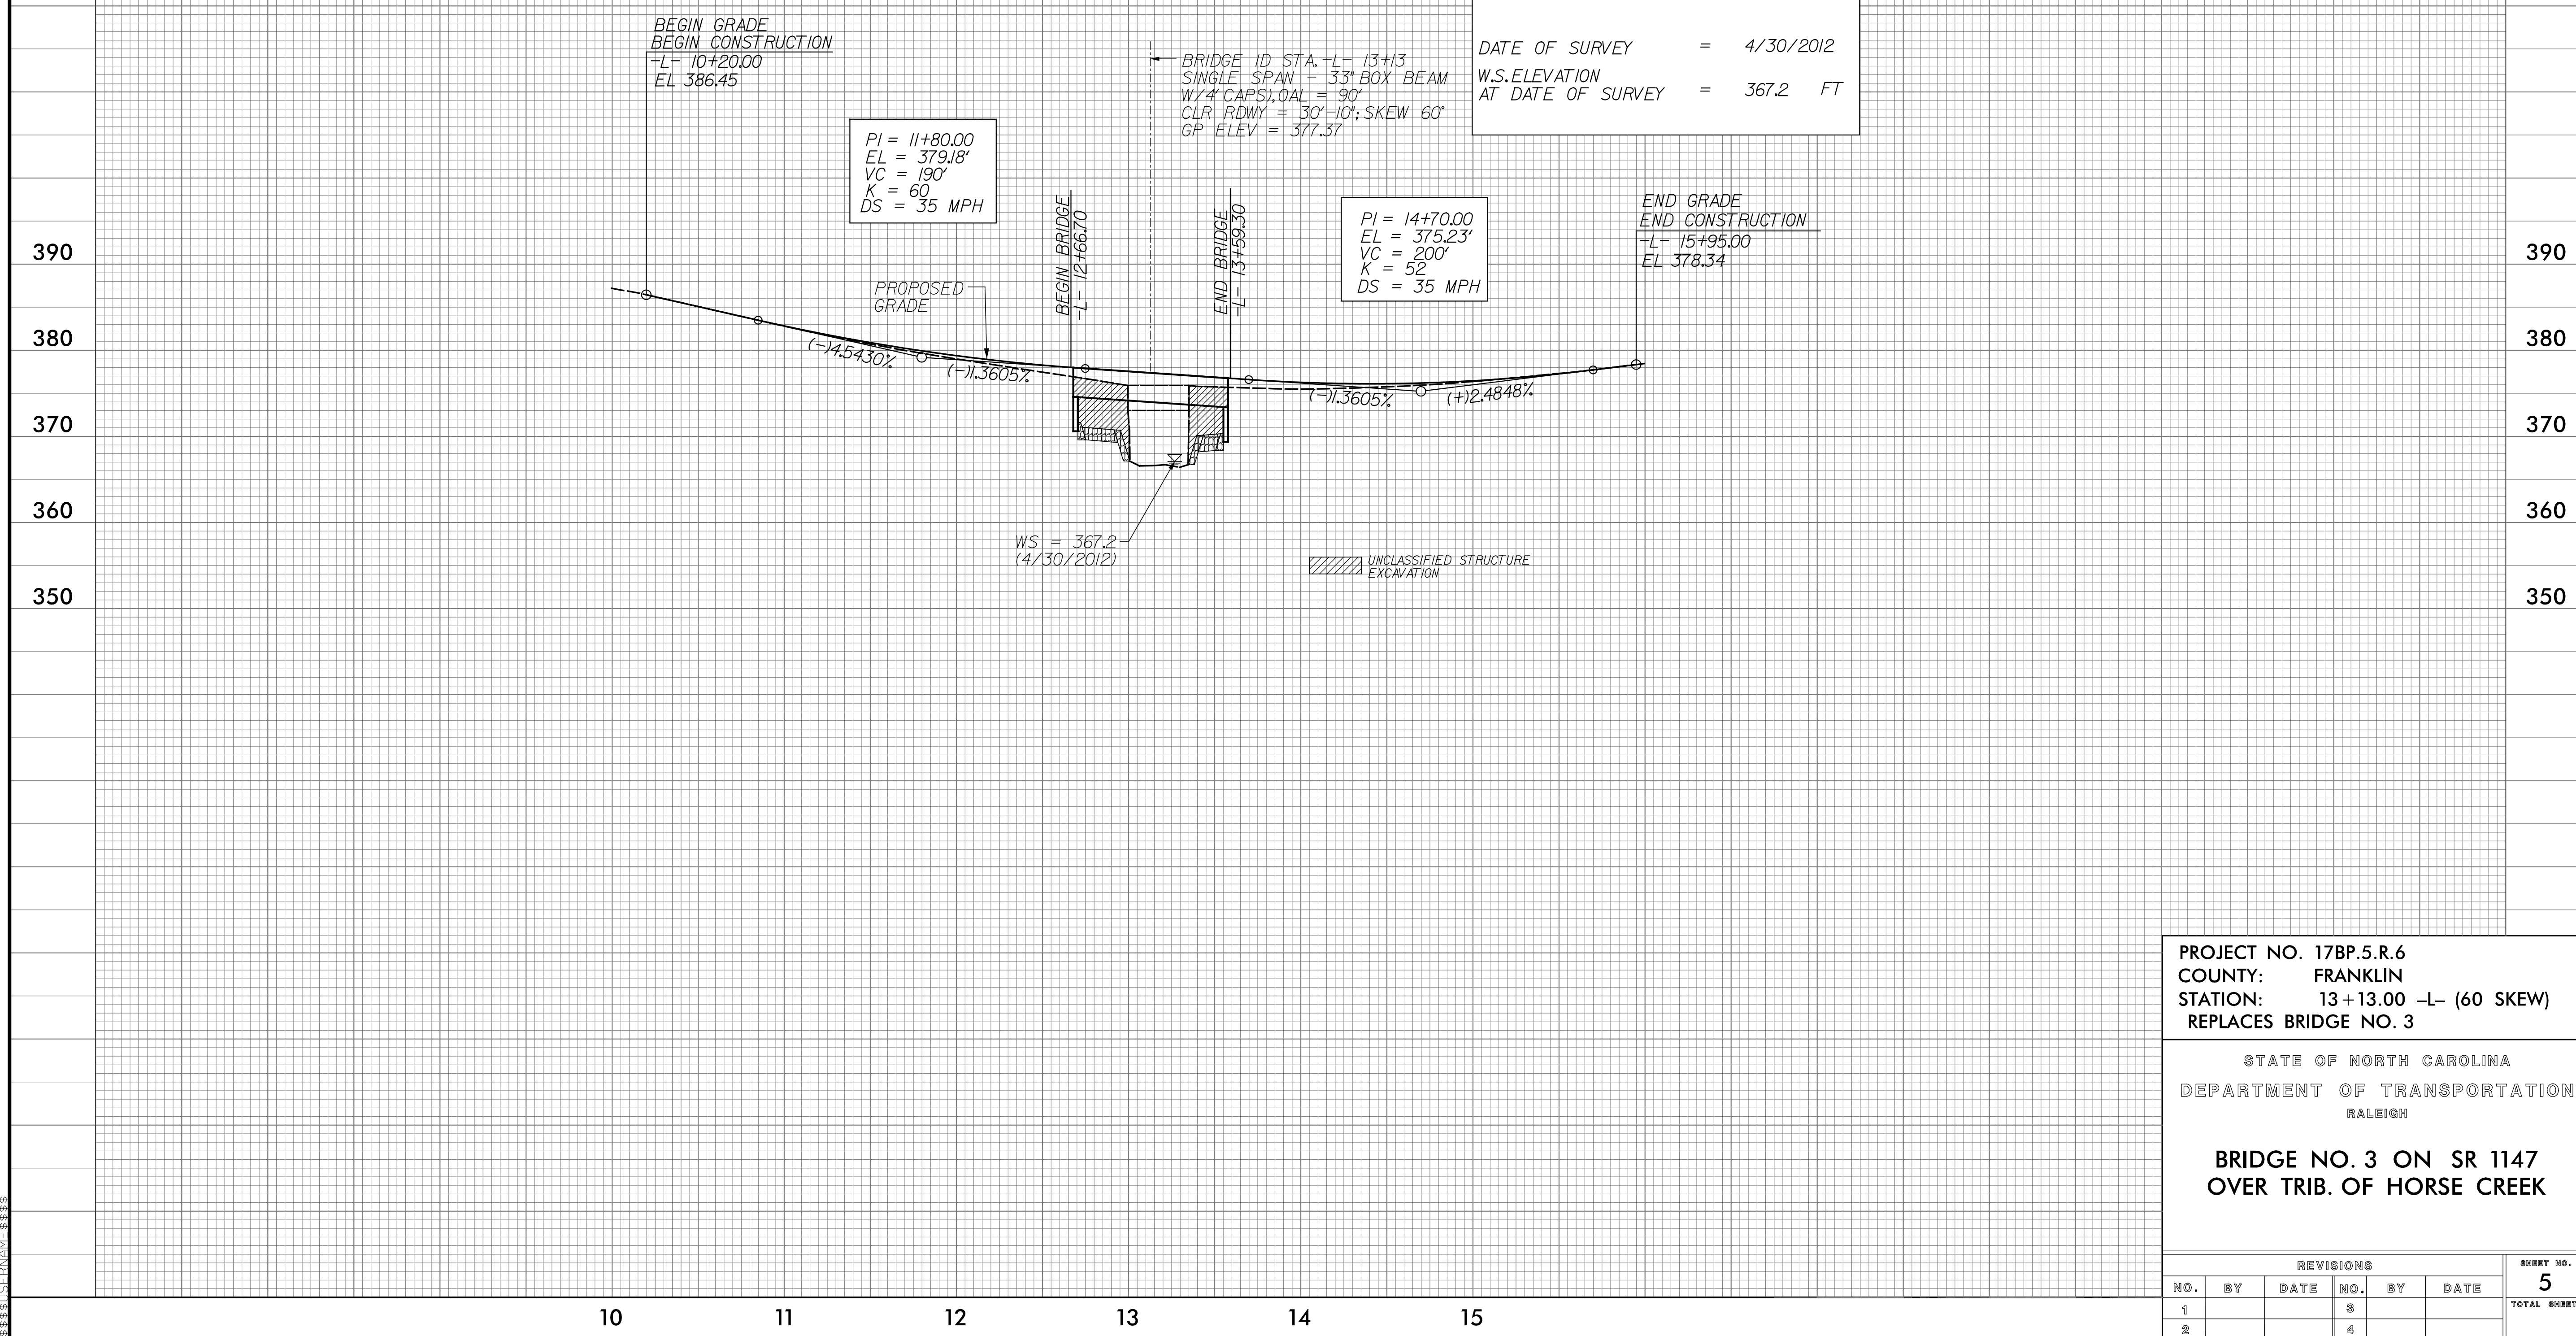 BEGIN GRADE
BEGIN CONSTRUCTION
-L- 10+20.00
EL 386.45
PI = 11+80.00
EL = 379.18'
VC = 190'
K = 60
DS = 35 MPH
BRIDGE ID STA. -L- 13+13
SINGLE SPAN - 33" BOX BEAM
W/4' CAPS), OAL = 90'
CLR RDWY = 30'-10"; SKEW 60°
GP ELEV = 377.37
DATE OF SURVEY = 4/30/2012
W.S. ELEVATION
AT DATE OF SURVEY = 367.2 FT
BEGIN BRIDGE
-L- 12+66.70
END BRIDGE
-L- 13+59.30
PI = 14+70.00
EL = 375.23'
VC = 200'
K = 52
DS = 35 MPH
END GRADE
END CONSTRUCTION
-L- 15+95.00
EL 378.34
PROPOSED
GRADE
390 390
380 380
370 370
360 360
350 350
(-)4.5430%
(-)1.3605%
(-)1.3605%
(+)2.4848%
WS = 367.2
(4/30/2012)
UNCLASSIFIED STRUCTURE
EXCAVATION
PROJECT NO. 17BP.5.R.6
COUNTY: FRANKLIN
STATION: 13+13.00 -L- (60 SKEW)
REPLACES BRIDGE NO. 3
STATE OF NORTH CAROLINA
DEPARTMENT OF TRANSPORTATION
RALEIGH
BRIDGE NO. 3 ON SR 1147
OVER TRIB. OF HORSE CREEK
REVISIONS
NO. BY DATE NO. BY DATE
1 3
2 4
SHEET NO.
5
TOTAL SHEET
10 11 12 13 14 15
$$$$USERNAME$$$$